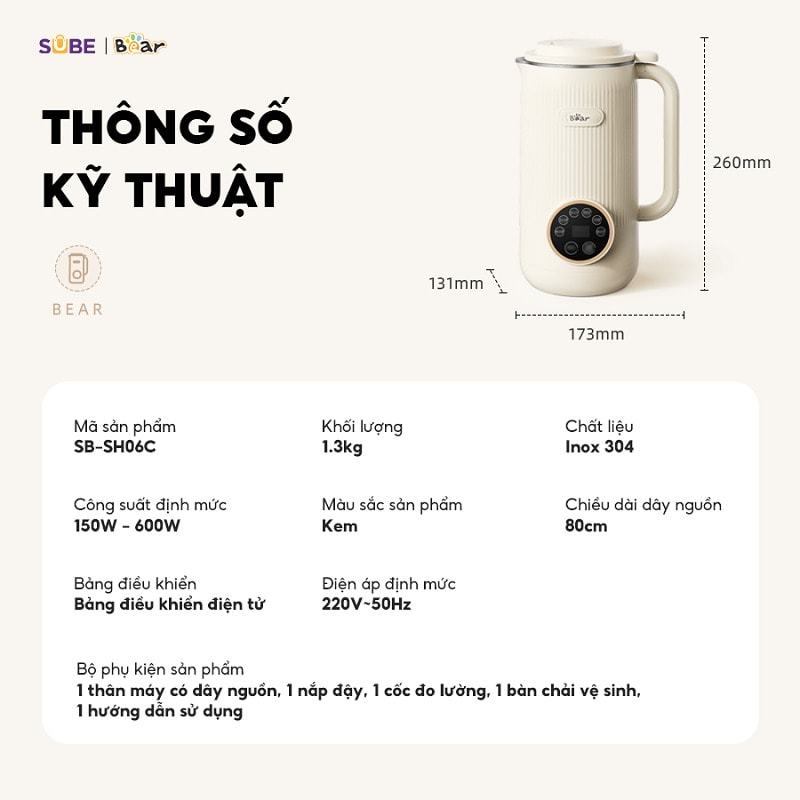 SUBE | Bear
THÔNG SỐ
KỸ THUẬT
BEAR
Bear
260mm
131mm
173mm
Mã sản phẩm
SB-SH06C
Khối lượng
1.3kg
Chất liệu
Inox 304
Công suất định mức
150W - 600W
Màu sắc sản phẩm
Kem
Chiều dài dây nguồn
80cm
Bảng điều khiển
Bảng điều khiển điện tử
Điện áp định mức
220V~50Hz
Bộ phụ kiện sản phẩm
1 thân máy có dây nguồn, 1 nắp đậy, 1 cốc đo lường, 1 bàn chải vệ sinh,
1 hướng dẫn sử dụng